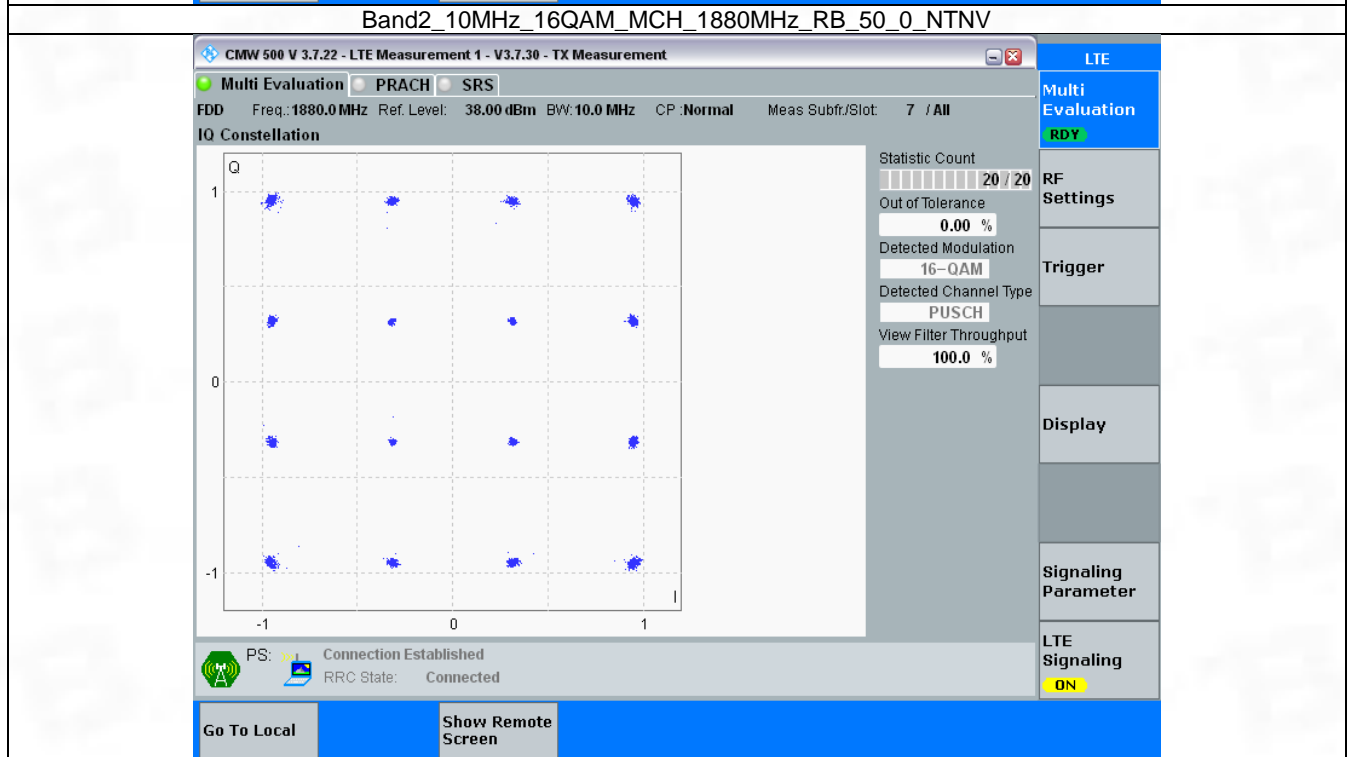 Band2_10MHz_16QAM_MCH_1880MHz_RB_50_0_NTNV
CMW 500 V 3.7.22 - LTE Measurement 1 - V3.7.30 - TX Measurement
LTE
Multi Evaluation PRACH SRS
FDD Freq.: 1880.0 MHz Ref. Level: 38.00 dBm BW: 10.0 MHz CP :Normal Meas Subfr./Slot: 7 / All
IQ Constellation
Q
1
0
-1
I
-1 0 1
Statistic Count
20 / 20
Out of Tolerance
0.00 %
Detected Modulation
16-QAM
Detected Channel Type
PUSCH
View Filter Throughput
100.0 %
Multi
Evaluation
RDY
RF
Settings
Trigger
Display
Signaling
Parameter
LTE
Signaling
ON
PS: Connection Established
RRC State: Connected
Go To Local
Show Remote
Screen